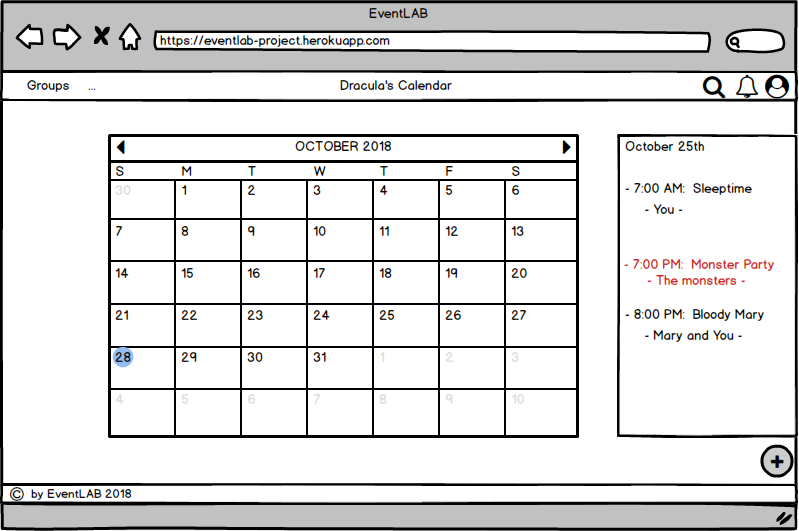 EventLAB
https://eventlab-project.herokuapp.com
Groups ... Dracula's Calendar
OCTOBER 2018
S M T W T F S
30 1 2 3 4 5 6
7 8 9 10 11 12 13
14 15 16 17 18 19 20
21 22 23 24 25 26 27
28 29 30 31 1 2 3
4 5 6 7 8 9 10
October 25th
- 7:00 AM: Sleeptime
- You -
- 7:00 PM: Monster Party
- The monsters -
- 8:00 PM: Bloody Mary
- Mary and You -
© by EventLAB 2018